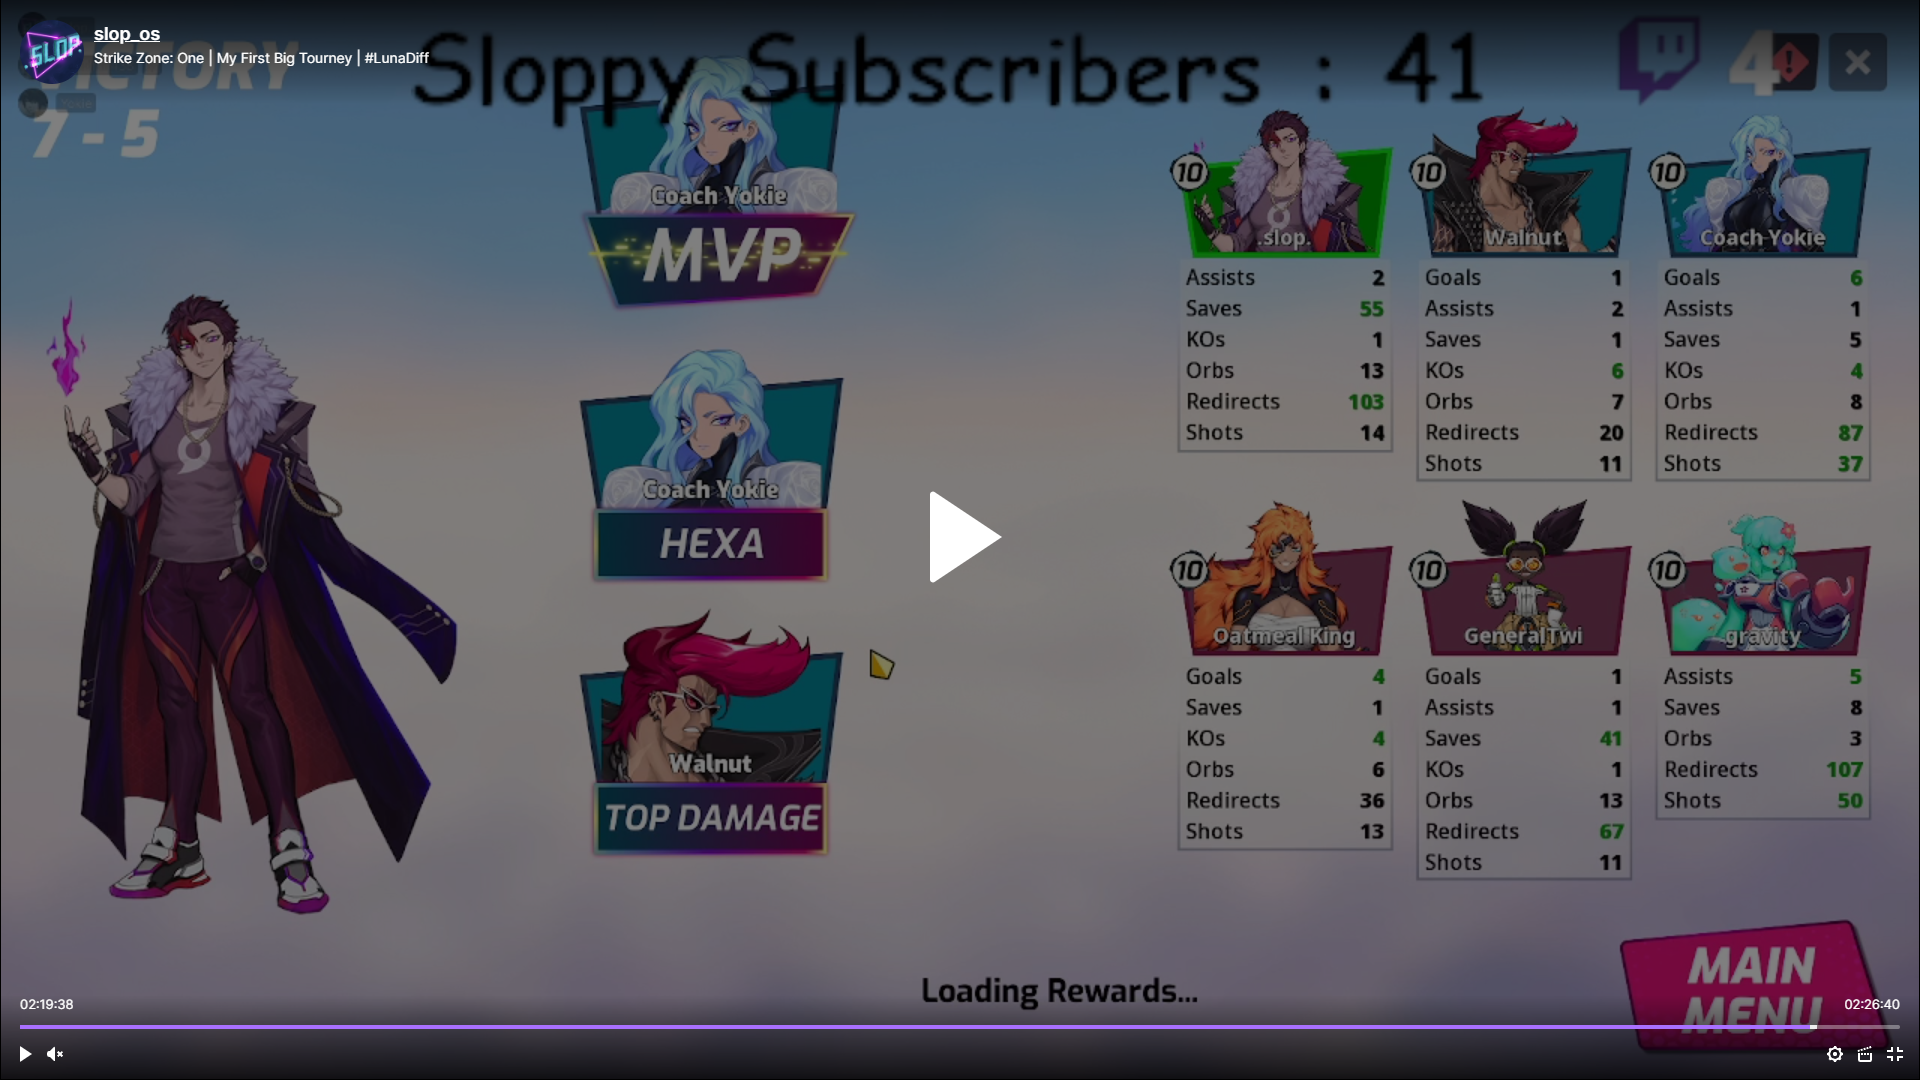 SLOP
slop_os
Strike Zone: One | My First Big Tourney | #LunaDiff
VICTORY
7 - 5
Sloppy Subscribers : 41
4
Coach Yokie
MVP
Coach Yokie
HEXA
Walnut
TOP DAMAGE
10
.slop.
Assists 2
Saves 55
KOs 1
Orbs 13
Redirects 103
Shots 14
10
Walnut
Goals 1
Assists 2
Saves 1
KOs 6
Orbs 7
Redirects 20
Shots 11
10
Coach Yokie
Goals 6
Assists 1
Saves 5
KOs 4
Orbs 8
Redirects 87
Shots 37
10
Oatmeal King
Goals 4
Saves 1
KOs 4
Orbs 6
Redirects 36
Shots 13
10
GeneralTwi
Goals 1
Assists 1
Saves 41
KOs 1
Orbs 13
Redirects 67
Shots 11
10
gravity
Assists 5
Saves 8
Orbs 3
Redirects 107
Shots 50
Loading Rewards...
MAIN
MENU
02:19:38
02:26:40